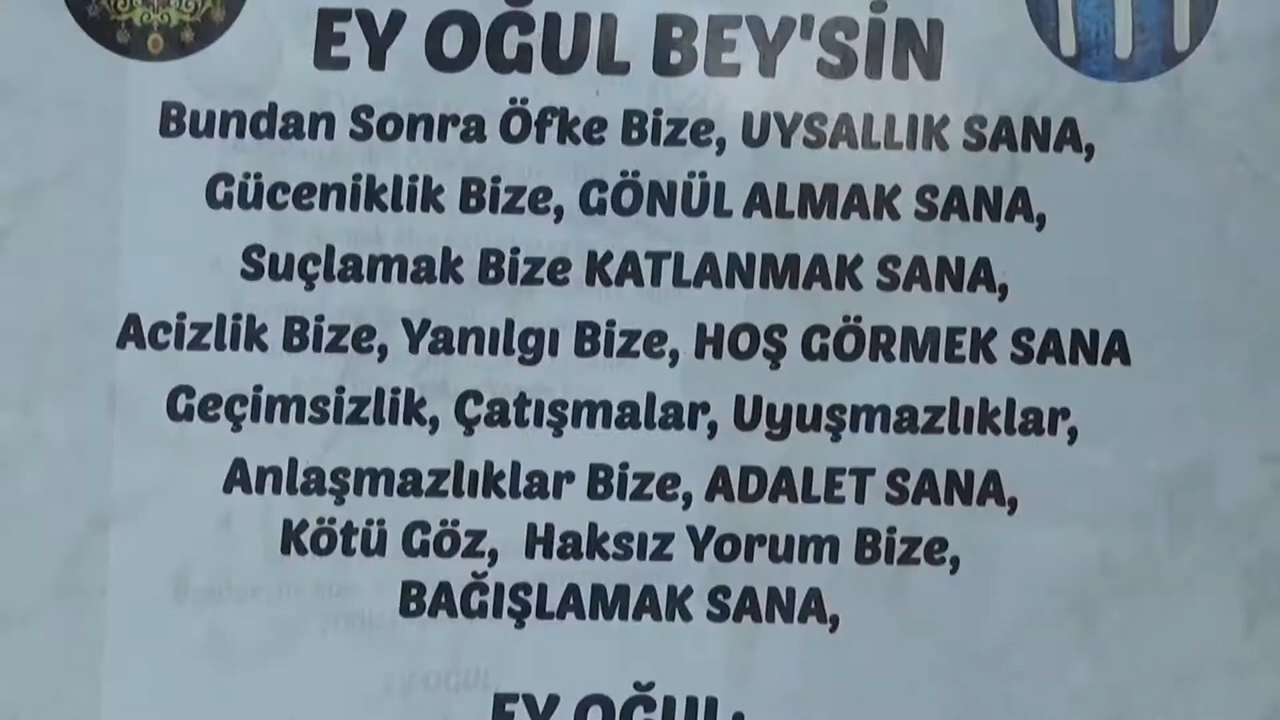 EY OĞUL BEY'SİN
Bundan Sonra Öfke Bize, UYSALLIK SANA,
Güceniklik Bize, GÖNÜL ALMAK SANA,
Suçlamak Bize KATLANMAK SANA,
Acizlik Bize, Yanılgı Bize, HOŞ GÖRMEK SANA
Geçimsizlik, Çatışmalar, Uyuşmazlıklar,
Anlaşmazlıklar Bize, ADALET SANA,
Kötü Göz, Haksız Yorum Bize,
BAĞIŞLAMAK SANA,
EY OĞUL